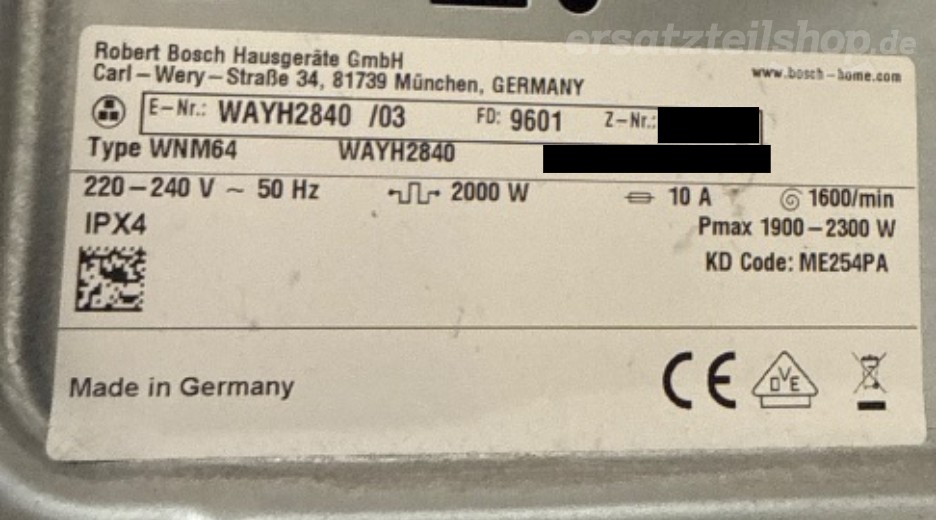 ersatzteilshop.de
Robert Bosch Hausgeräte GmbH
Carl-Wery-Straße 34, 81739 München, GERMANY
www.bosch-home.com
E-Nr.: WAYH2840 /03 FD: 9601 Z-Nr.:
Type WNM64 WAYH2840
220-240 V ~ 50 Hz 2000 W 10 A 1600/min
IPX4 Pmax 1900-2300 W
KD Code: ME254PA
Made in Germany CE DVE